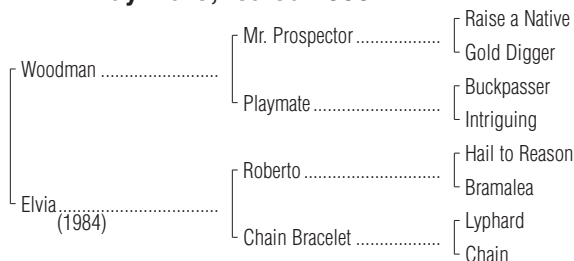 Raise a Native
Mr. Prospector ....................
Gold Digger
Woodman ............................
Buckpasser
Playmate ..............................
Intriguing
Hail to Reason
Roberto ................................
Bramalea
Elvia......................................
(1984)
Lyphard
Chain Bracelet ....................
Chain